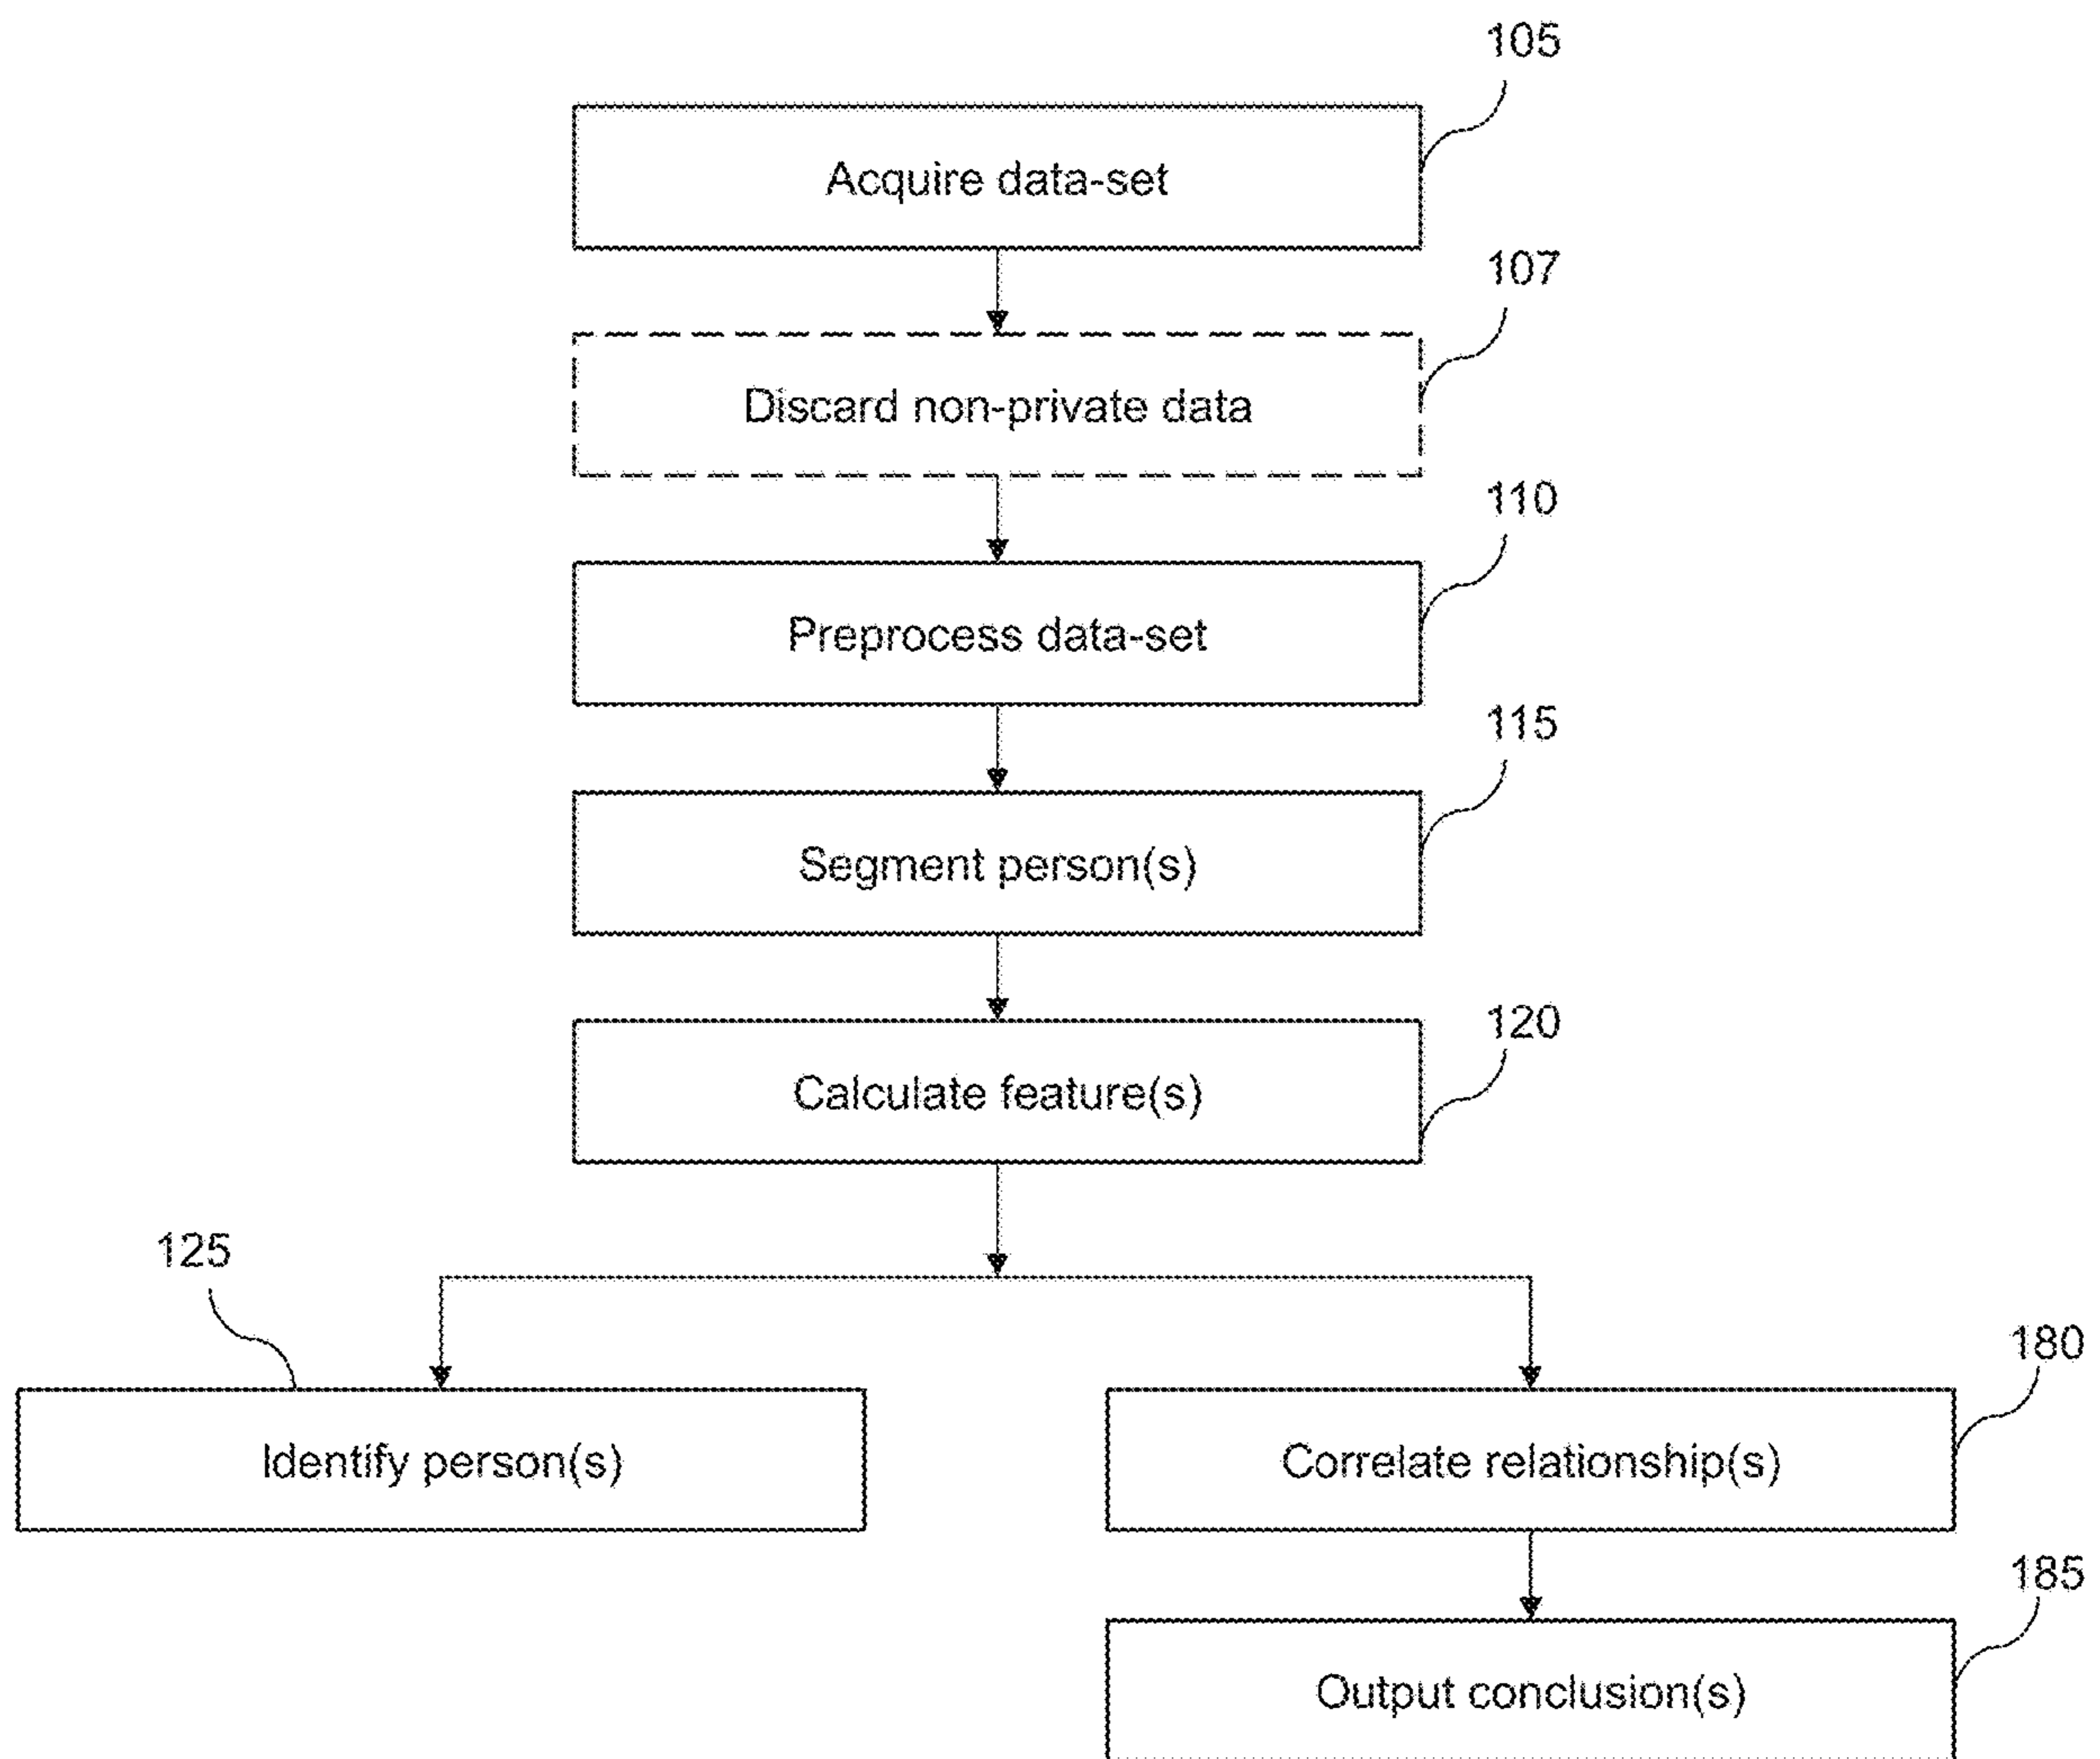 105
Acquire data-set
107
Discard non-private data
110
Preprocess data-set
115
Segment person(s)
120
Calculate feature(s)
125
Identify person(s)
180
Correlate relationship(s)
185
Output conclusion(s)